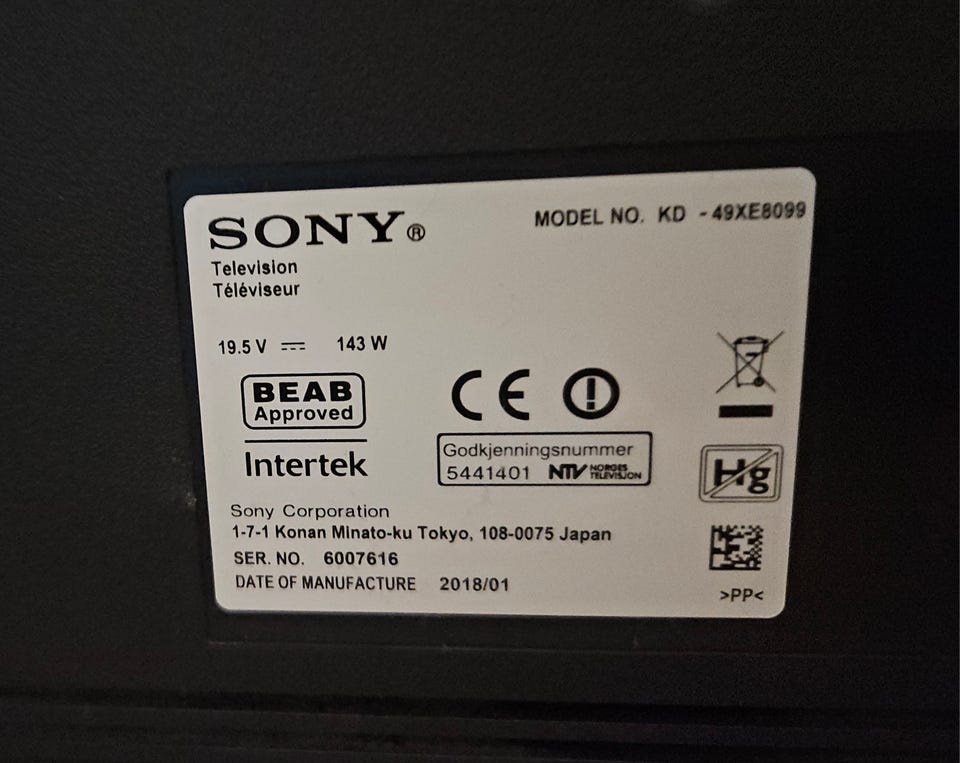 SONY®
MODEL NO. KD - 49XE8099
Television
Téléviseur
19.5 V 143 W
BEAB
Approved
CE
Intertek
Godkjenningsnummer
5441401 NTV NORGES TELEVISJON
Hg
Sony Corporation
1-7-1 Konan Minato-ku Tokyo, 108-0075 Japan
SER. NO. 6007616
DATE OF MANUFACTURE 2018/01
>PP<